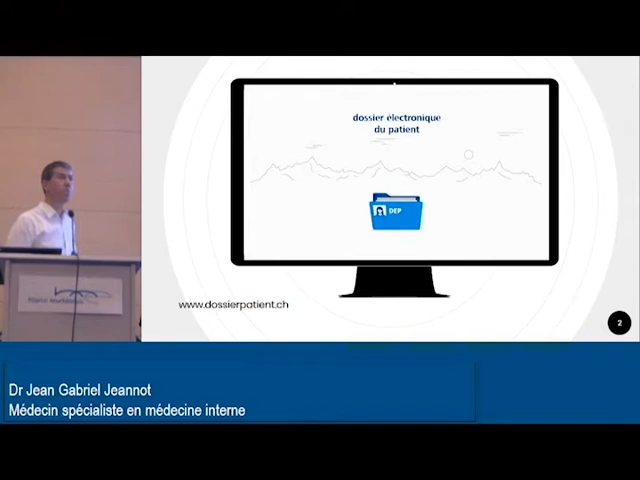 dossier électronique
du patient
DEP
www.dossierpatient.ch
2
Dr Jean Gabriel Jeannot
Médecin spécialiste en médecine interne